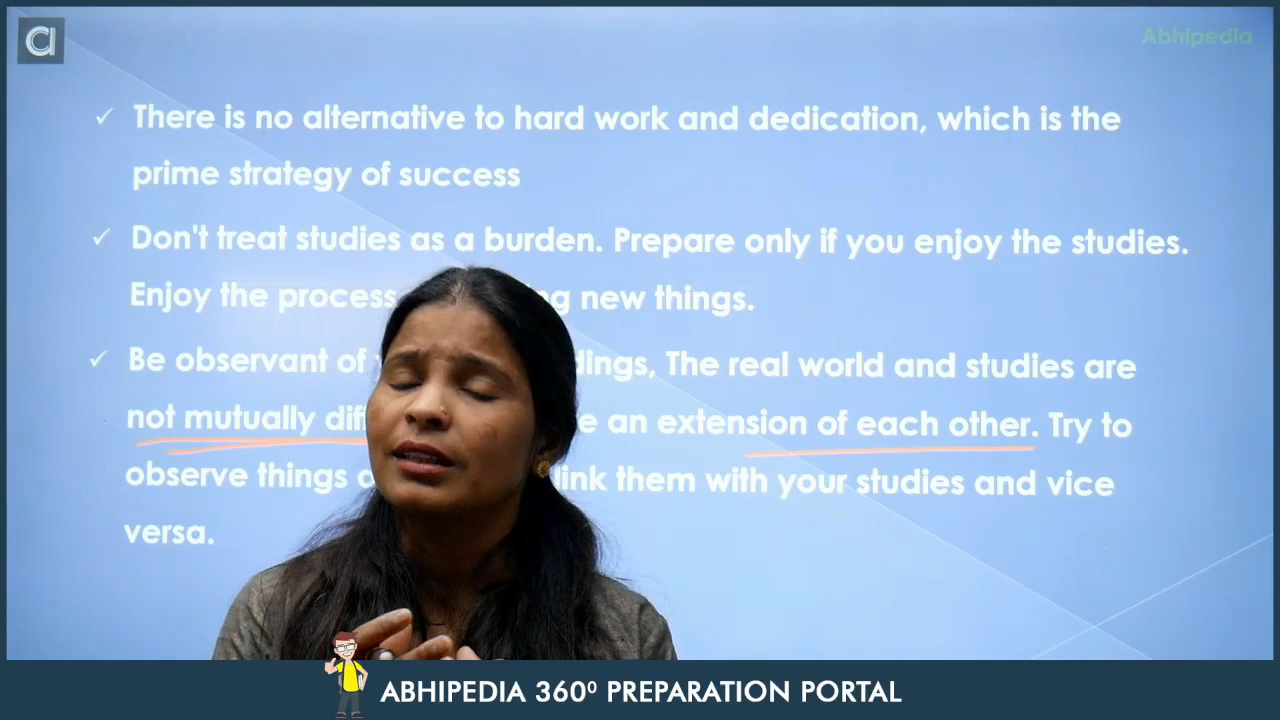 a
Abhipedia
There is no alternative to hard work and dedication, which is the
prime strategy of success
Don't treat studies as a burden. Prepare only if you enjoy the studies.
Enjoy the process new things.
Be observant of The real world and studies are
not mutually an extension of each other. Try to
observe things link them with your studies and vice
versa.
ABHIPEDIA 360⁰ PREPARATION PORTAL